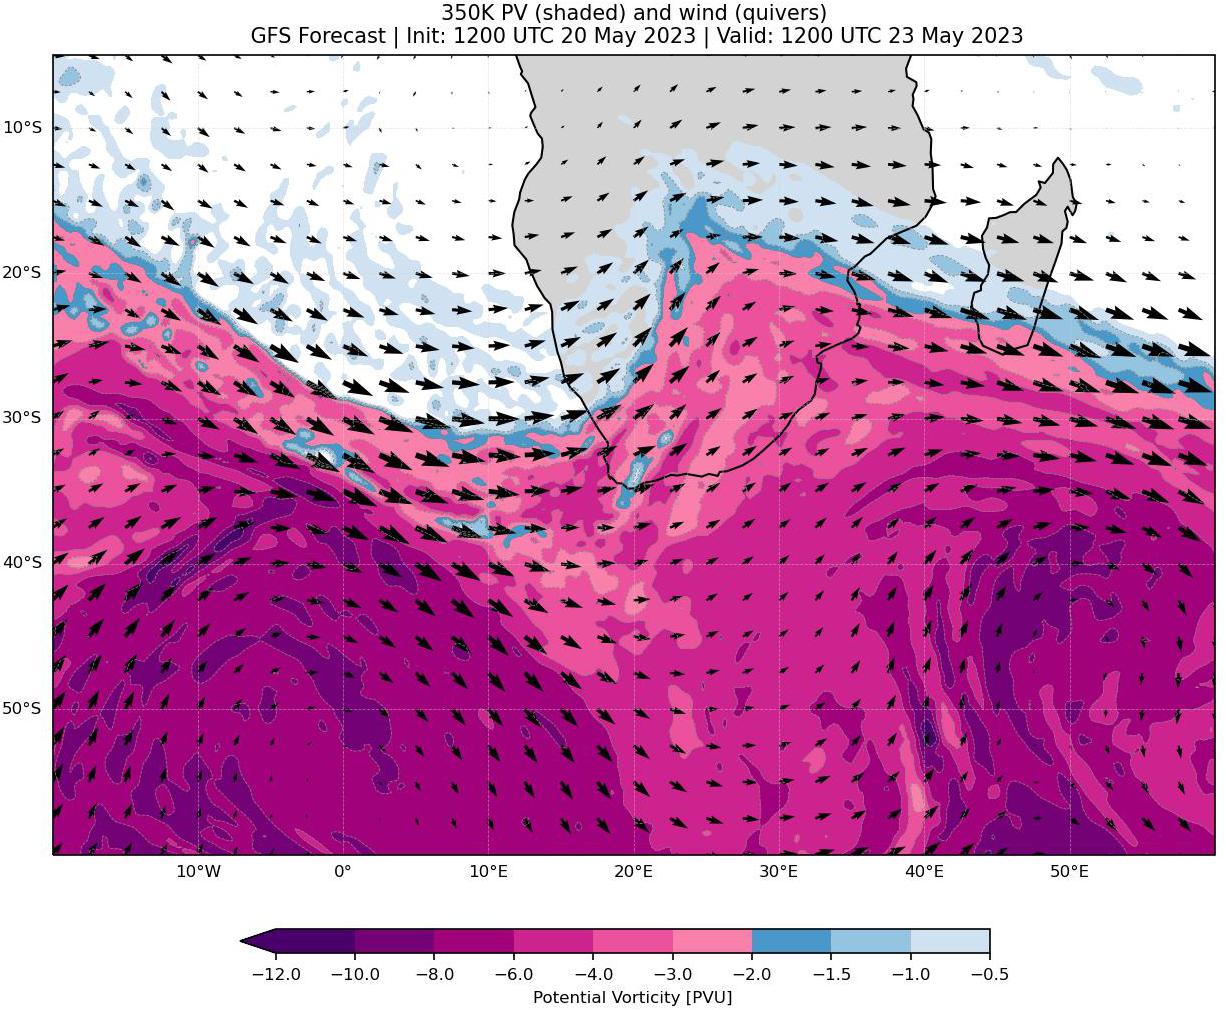 350K PV (shaded) and wind (quivers)
GFS Forecast | Init: 1200 UTC 20 May 2023 | Valid: 1200 UTC 23 May 2023
10°S
20°S
30°S
40°S
50°S
10°W 0° 10°E 20°E 30°E 40°E 50°E
−12.0 −10.0 −8.0 −6.0 −4.0 −3.0 −2.0 −1.5 −1.0 −0.5
Potential Vorticity [PVU]